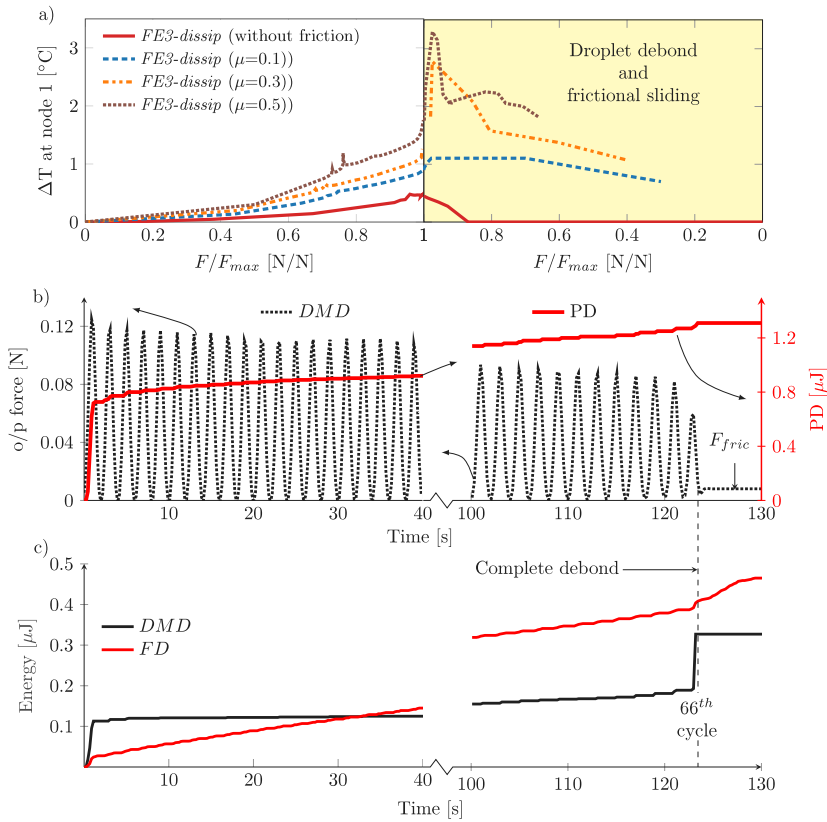 a)
ΔT at node 1 [°C]
3
2
1
0
FE3-dissip (without friction)
FE3-dissip (μ=0.1))
FE3-dissip (μ=0.3))
FE3-dissip (μ=0.5))
Droplet debond
and
frictional sliding
0 0.2 0.4 0.6 0.8 1 0.8 0.6 0.4 0.2 0
F/Fmax [N/N] F/Fmax [N/N]
b)
o/p force [N]
0.12
0.08
0.04
0
DMD PD
1.2
0.8
0.4
0
PD [μJ]
Ffric
10 20 30 40 100 110 120 130
Time [s]
c)
Energy [μJ]
0.5
0.4
0.3
0.2
0.1
DMD
FD
Complete debond
66th
cycle
10 20 30 40 100 110 120 130
Time [s]